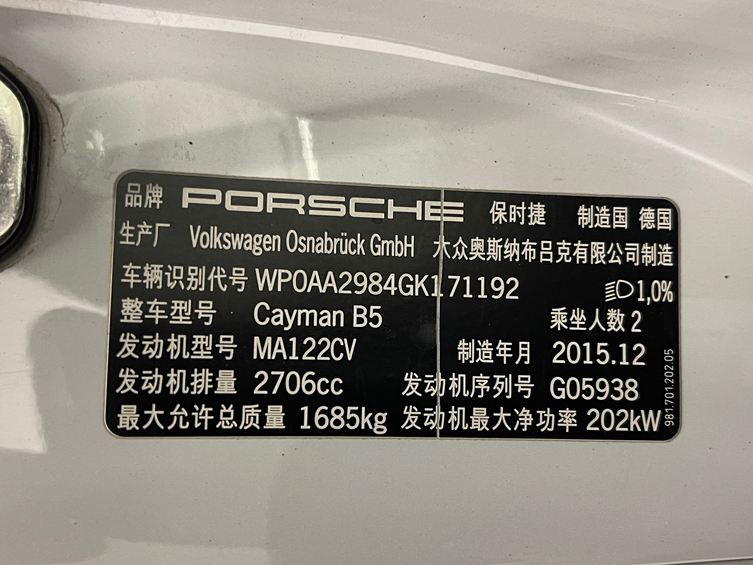 品牌 PORSCHE 保时捷 制造国 德国
生产厂 Volkswagen Osnabrück GmbH 大众奥斯纳布吕克有限公司制造
车辆识别代号 WP0AA2984GK171192 1,0%
整车型号 Cayman B5 乘坐人数 2
发动机型号 MA122CV 制造年月 2015.12
发动机排量 2706cc 发动机序列号 G05938
最大允许总质量 1685kg 发动机最大净功率 202kW
981.701.202.05